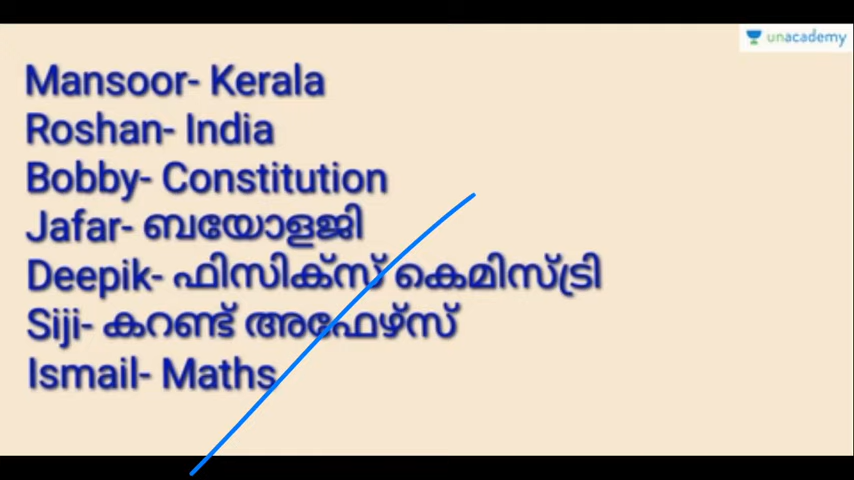 unacademy
Mansoor- Kerala
Roshan- India
Bobby- Constitution
Jafar- ബയോളജി
Deepik- ഫിസിക്സ് കെമിസ്ട്രി
Siji- കറണ്ട് അഫേഴ്സ്
Ismail- Maths